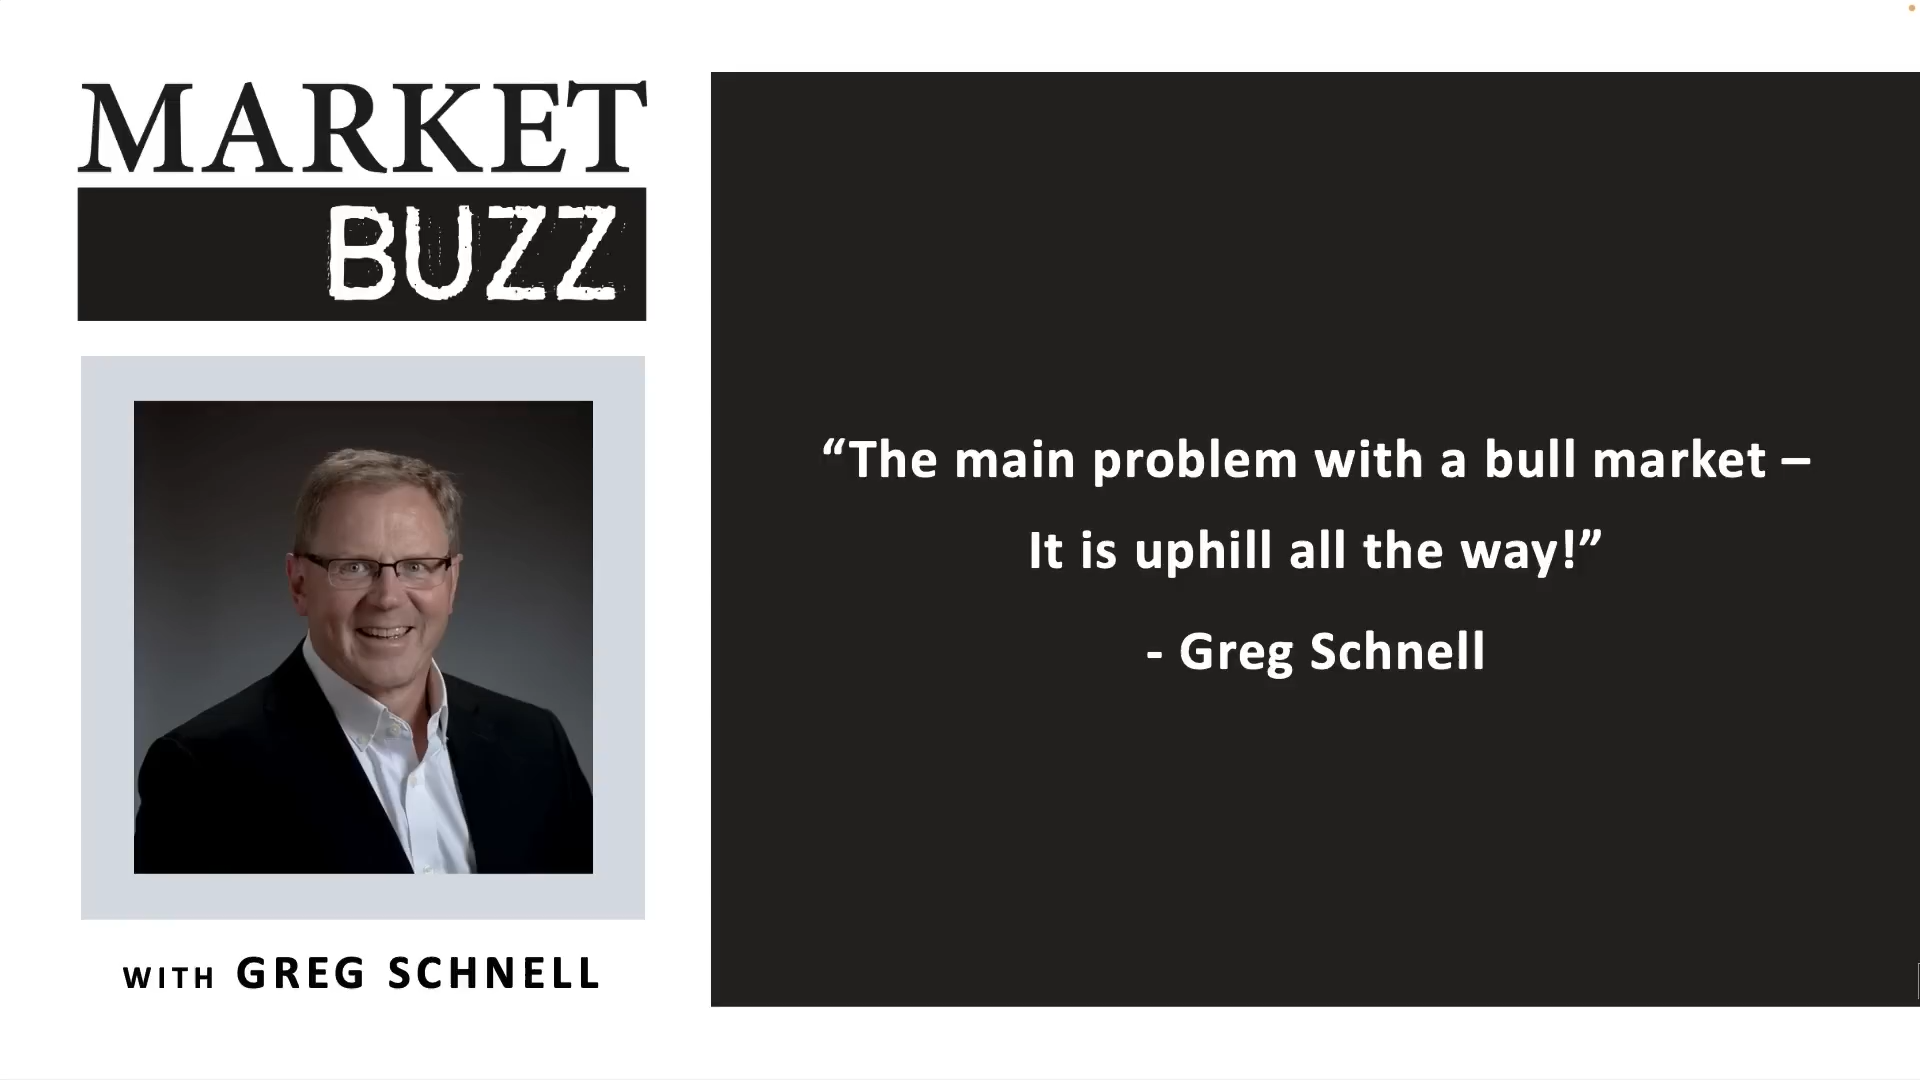 MARKET
BUZZ
WITH GREG SCHNELL
“The main problem with a bull market –
It is uphill all the way!”
- Greg Schnell